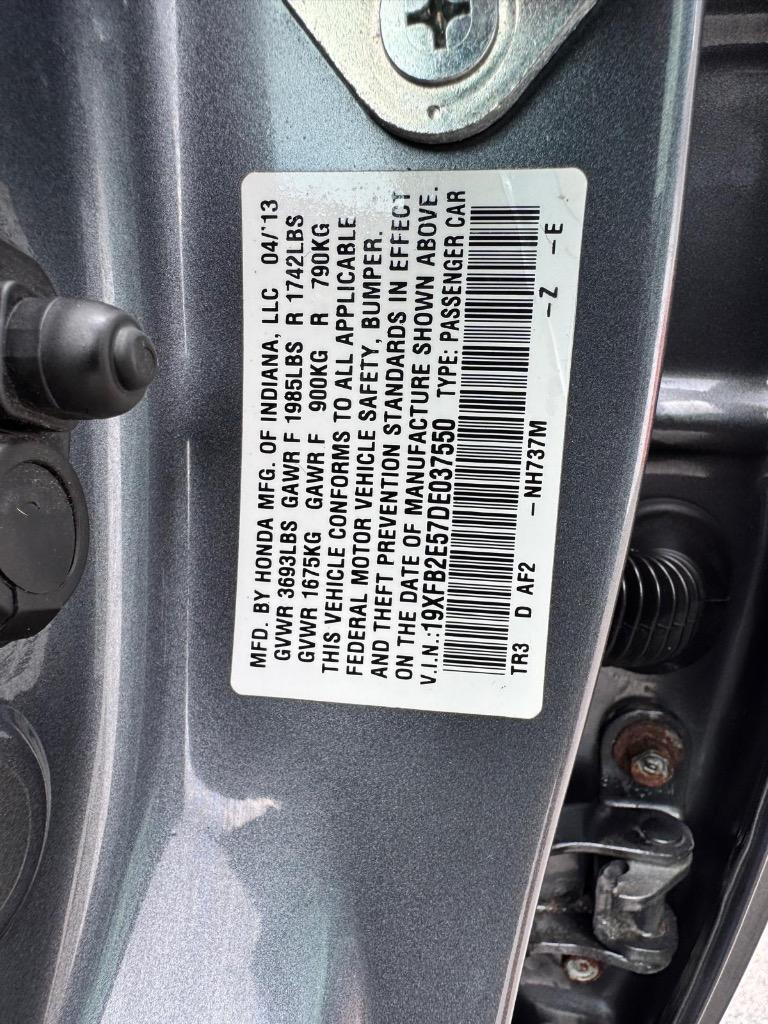 MFD. BY HONDA MFG. OF INDIANA, LLC 04/13
GVWR 3693LBS GAWR F 1985LBS R 1742LBS
GVWR 1675KG GAWR F 900KG R 790KG
THIS VEHICLE CONFORMS TO ALL APPLICABLE
FEDERAL MOTOR VEHICLE SAFETY, BUMPER.
AND THEFT PREVENTION STANDARDS IN EFFECT
ON THE DATE OF MANUFACTURE SHOWN ABOVE.
V.I.N.:19XFB2E57DE037550 TYPE: PASSENGER CAR
TR3 D AF2 -NH737M -Z -E